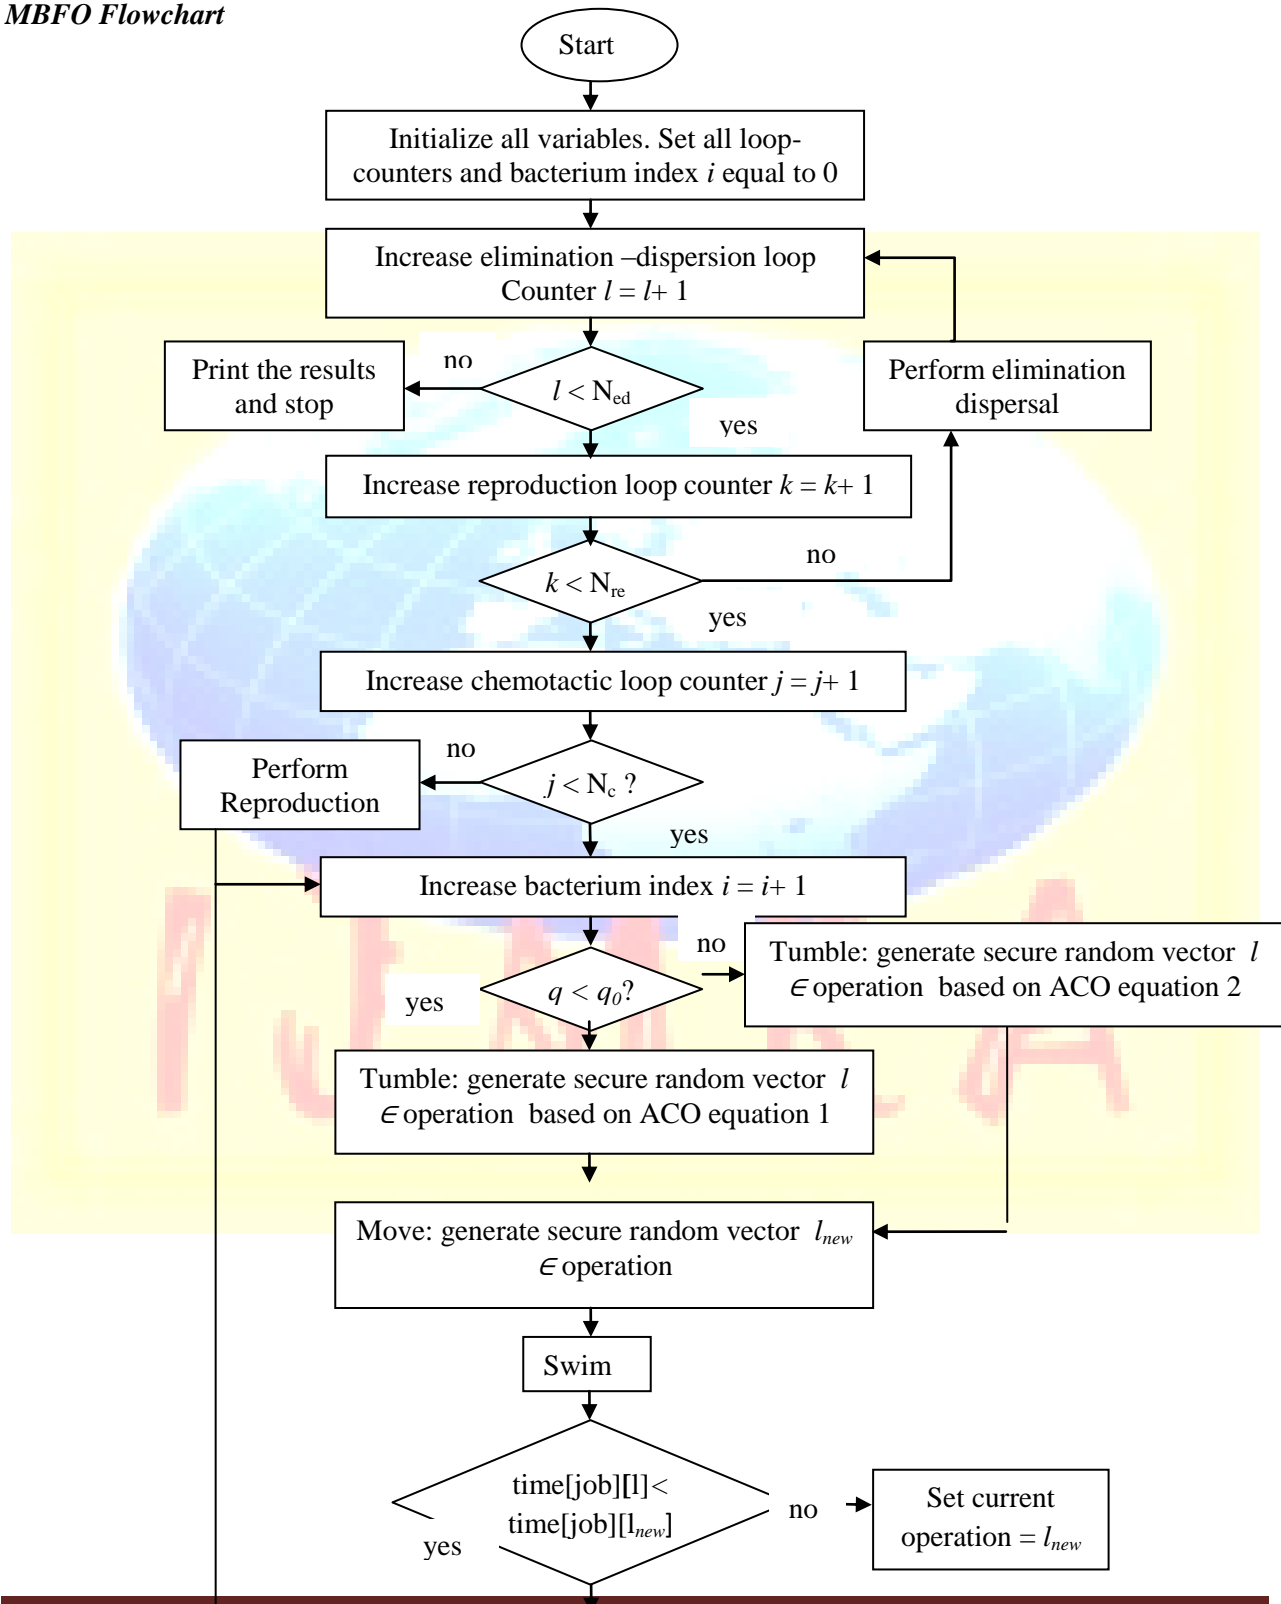 MBFO Flowchart
Start
Initialize all variables. Set all loop-
counters and bacterium index i equal to 0
Increase elimination –dispersion loop
Counter l = l+ 1
no
Print the results
and stop
l < Ned
Perform elimination
dispersal
yes
Increase reproduction loop counter k = k+ 1
no
k < Nre
yes
Increase chemotactic loop counter j = j+ 1
no
Perform
Reproduction
j < Nc ?
yes
Increase bacterium index i = i+ 1
no
Tumble: generate secure random vector l
∈ operation based on ACO equation 2
q < q0?
yes
Tumble: generate secure random vector l
∈ operation based on ACO equation 1
Move: generate secure random vector lnew
∈ operation
Swim
time[job][l]<
time[job][lnew]
no
Set current
operation = lnew
yes
IJMRA